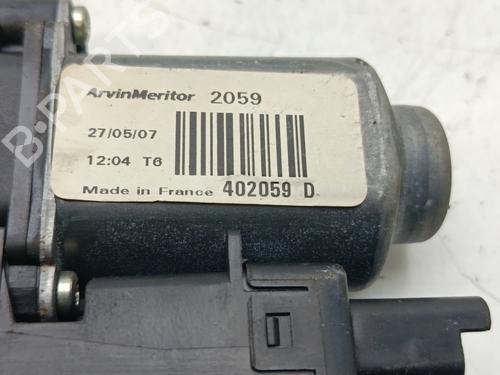 ArvinMeritor 2059
27/05/07
12:04 T6
Made in France 402059 D
B-PARTS